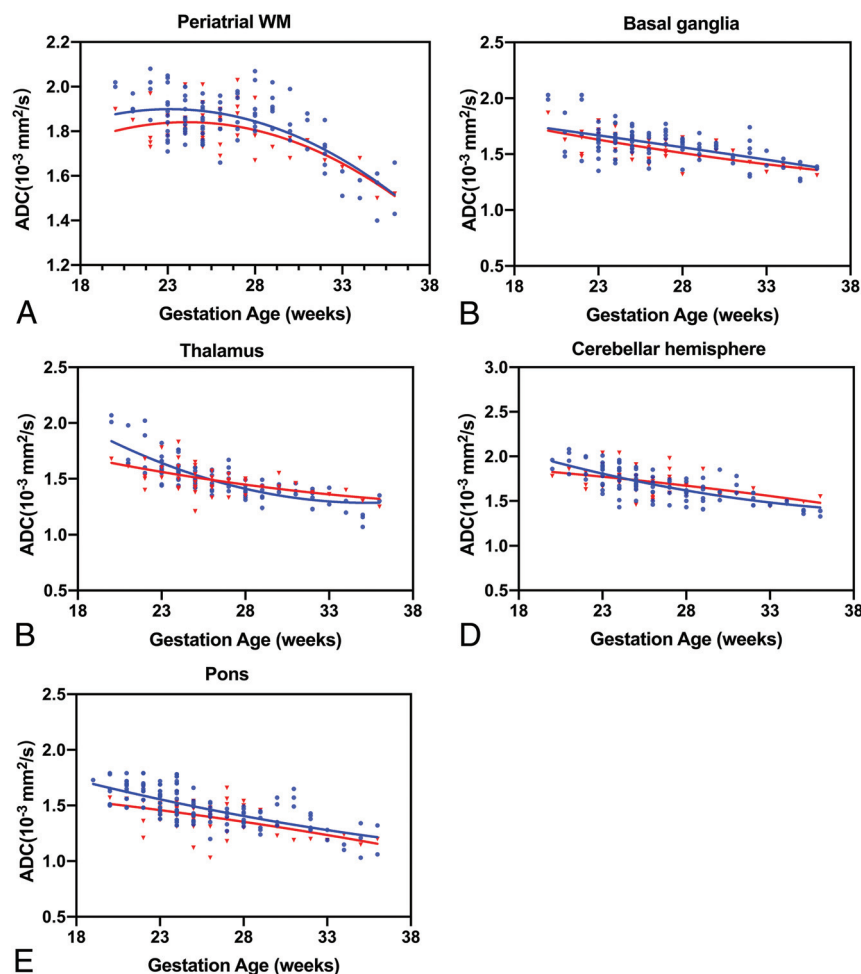 Periatrial WM
2.2
2.0
1.8
1.6
1.4
1.2
ADC(10⁻³ mm²/s)
18 23 28 33 38
Gestation Age (weeks)
A
Basal ganglia
2.5
2.0
1.5
1.0
0.5
ADC(10⁻³ mm²/s)
18 23 28 33 38
Gestation Age (weeks)
B
Thalamus
2.5
2.0
1.5
1.0
0.5
ADC(10⁻³ mm²/s)
18 23 28 33 38
Gestation Age (weeks)
B
Cerebellar hemisphere
3.0
2.5
2.0
1.5
1.0
0.5
ADC(10⁻³ mm²/s)
18 23 28 33 38
Gestation Age (weeks)
D
Pons
2.5
2.0
1.5
1.0
0.5
ADC(10⁻³ mm²/s)
18 23 28 33 38
Gestation Age (weeks)
E